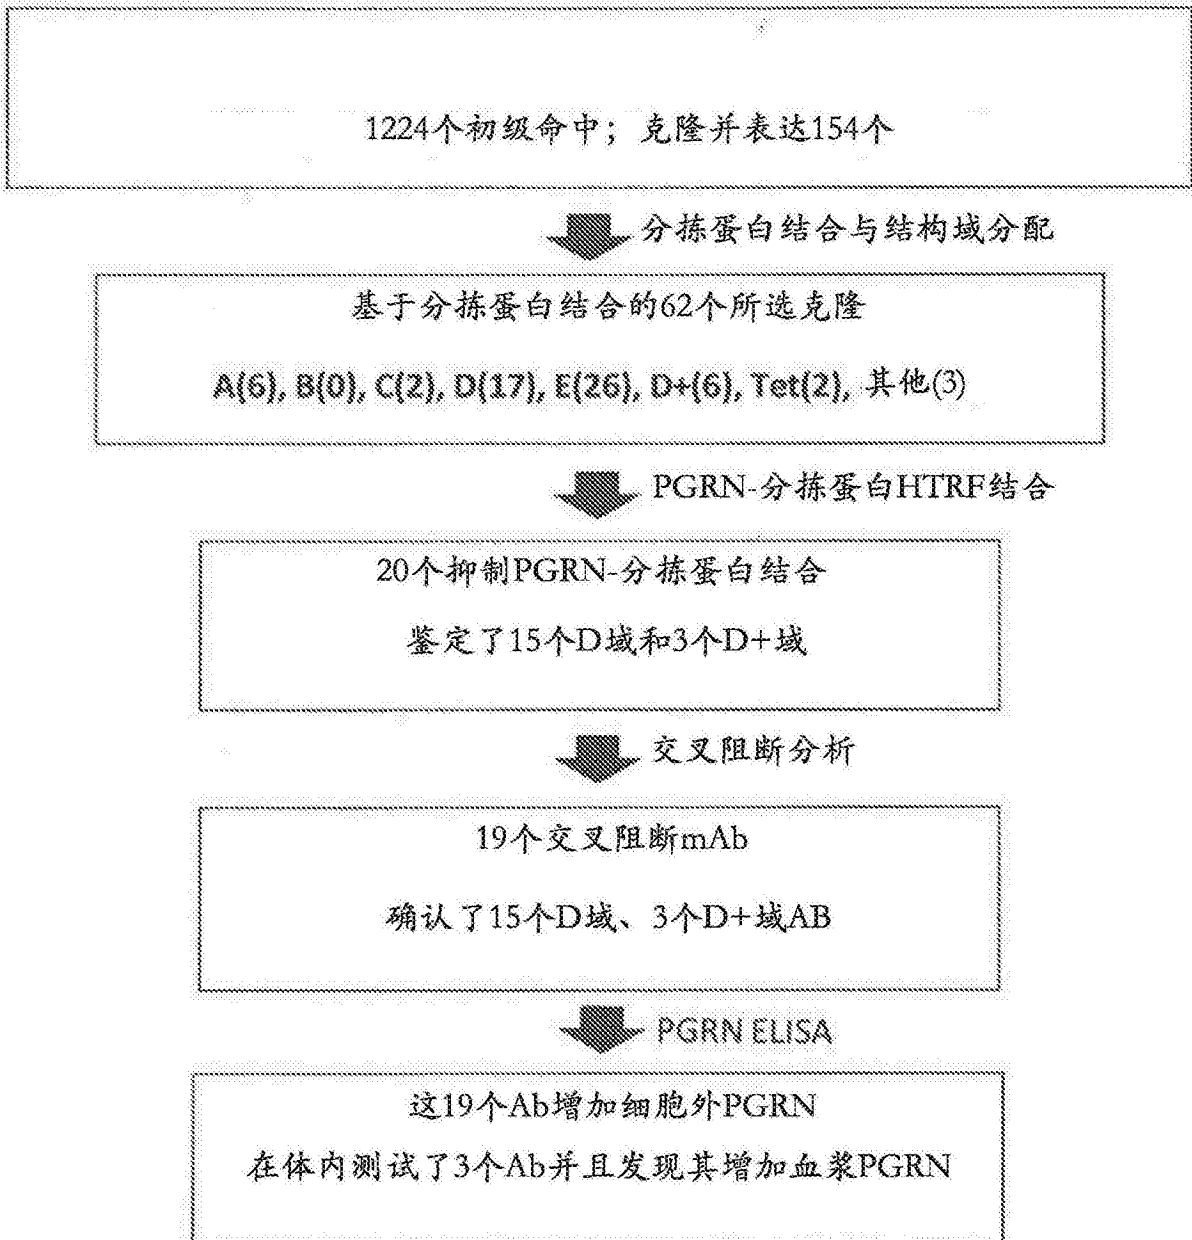 1224个初级命中；克隆并表达154个
分拣蛋白结合与结构域分配
基于分拣蛋白结合的62个所选克隆
A(6), B(0), C(2), D(17), E(26), D+(6), Tet(2), 其他(3)
PGRN-分拣蛋白HTRF结合
20个抑制PGRN-分拣蛋白结合
鉴定了15个D域和3个D+域
交叉阻断分析
19个交叉阻断mAb
确认了15个D域、3个D+域AB
PGRN ELISA
这19个Ab增加细胞外PGRN
在体内测试了3个Ab并且发现其增加血浆PGRN